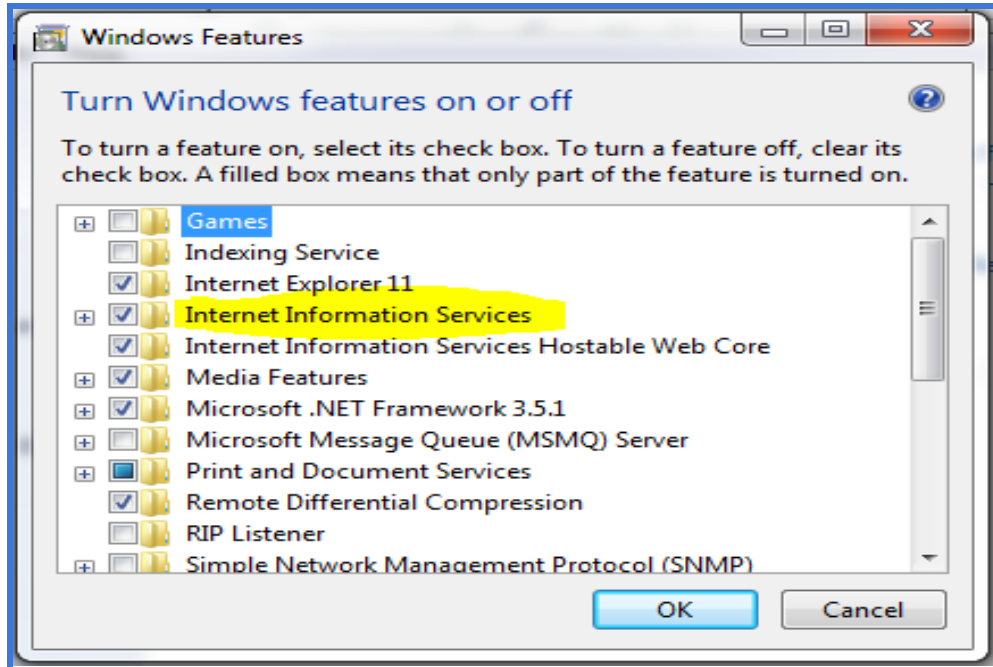 Windows Features
Turn Windows features on or off
To turn a feature on, select its check box. To turn a feature off, clear its
check box. A filled box means that only part of the feature is turned on.
Games
Indexing Service
Internet Explorer 11
Internet Information Services
Internet Information Services Hostable Web Core
Media Features
Microsoft .NET Framework 3.5.1
Microsoft Message Queue (MSMQ) Server
Print and Document Services
Remote Differential Compression
RIP Listener
Simple Network Management Protocol (SNMP)
OK Cancel